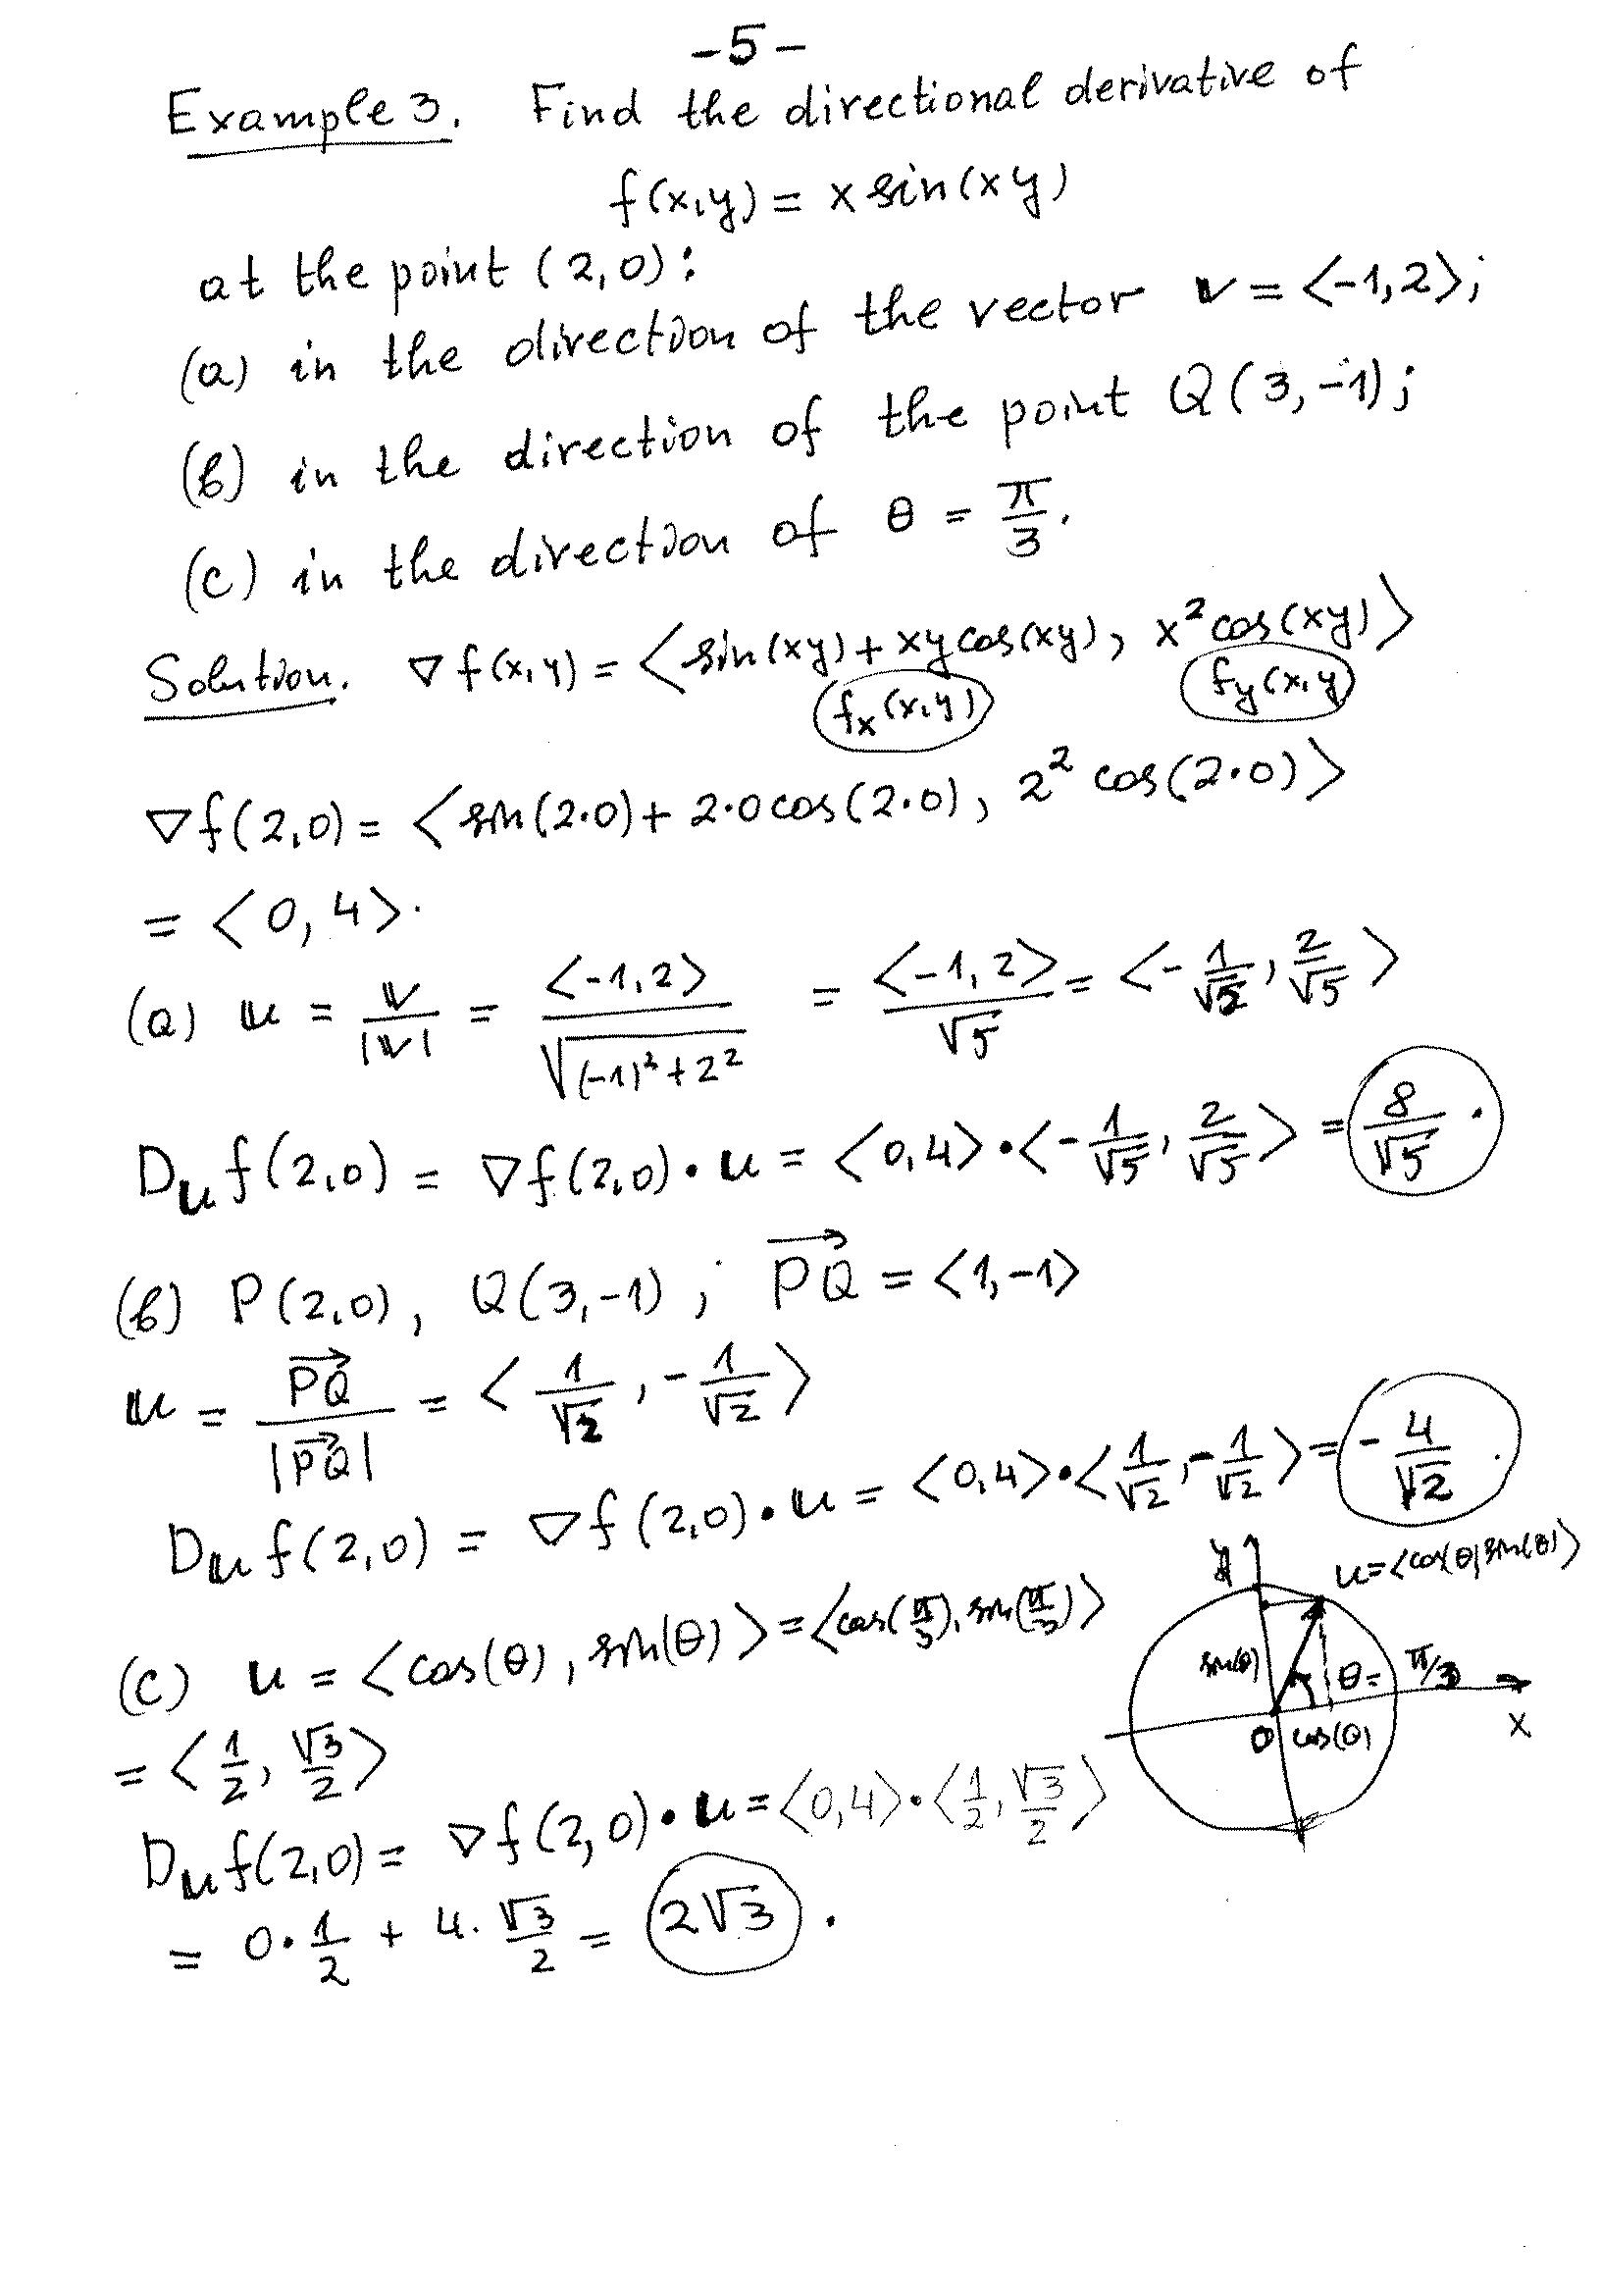 -5-
Example 3. Find the directional derivative of
f(x,y) = x sin(xy)
at the point (2,0):
(a) in the direction of the vector v = <-1,2>;
(b) in the direction of the point Q(3,-1);
(c) in the direction of θ = π/3.
Solution. ∇f(x,y) = <sin(xy) + xy cos(xy), x² cos(xy)>
fx(x,y) fy(x,y)
∇f(2,0) = <sin(2·0) + 2·0 cos(2·0), 2² cos(2·0)>
= <0,4>.
(a) u = v/|v| = <-1,2>/√((-1)²+2²) = <-1,2>/√5 = <-1/√5, 2/√5>
Du f(2,0) = ∇f(2,0)·u = <0,4>·<-1/√5, 2/√5> = 8/√5.
(b) P(2,0), Q(3,-1); PQ→ = <1,-1>
u = PQ→/|PQ→| = <1/√2, -1/√2>
Du f(2,0) = ∇f(2,0)·u = <0,4>·<1/√2, -1/√2> = -4/√2.
(c) u = <cos(θ), sin(θ)> = <cos(π/3), sin(π/3)>
= <1/2, √3/2>
Du f(2,0) = ∇f(2,0)·u = <0,4>·<1/2, √3/2>
= 0·1/2 + 4·√3/2 = 2√3.
y
u=<cos(θ), sin(θ)>
sin(θ)
θ = π/3
0 cos(θ)
x